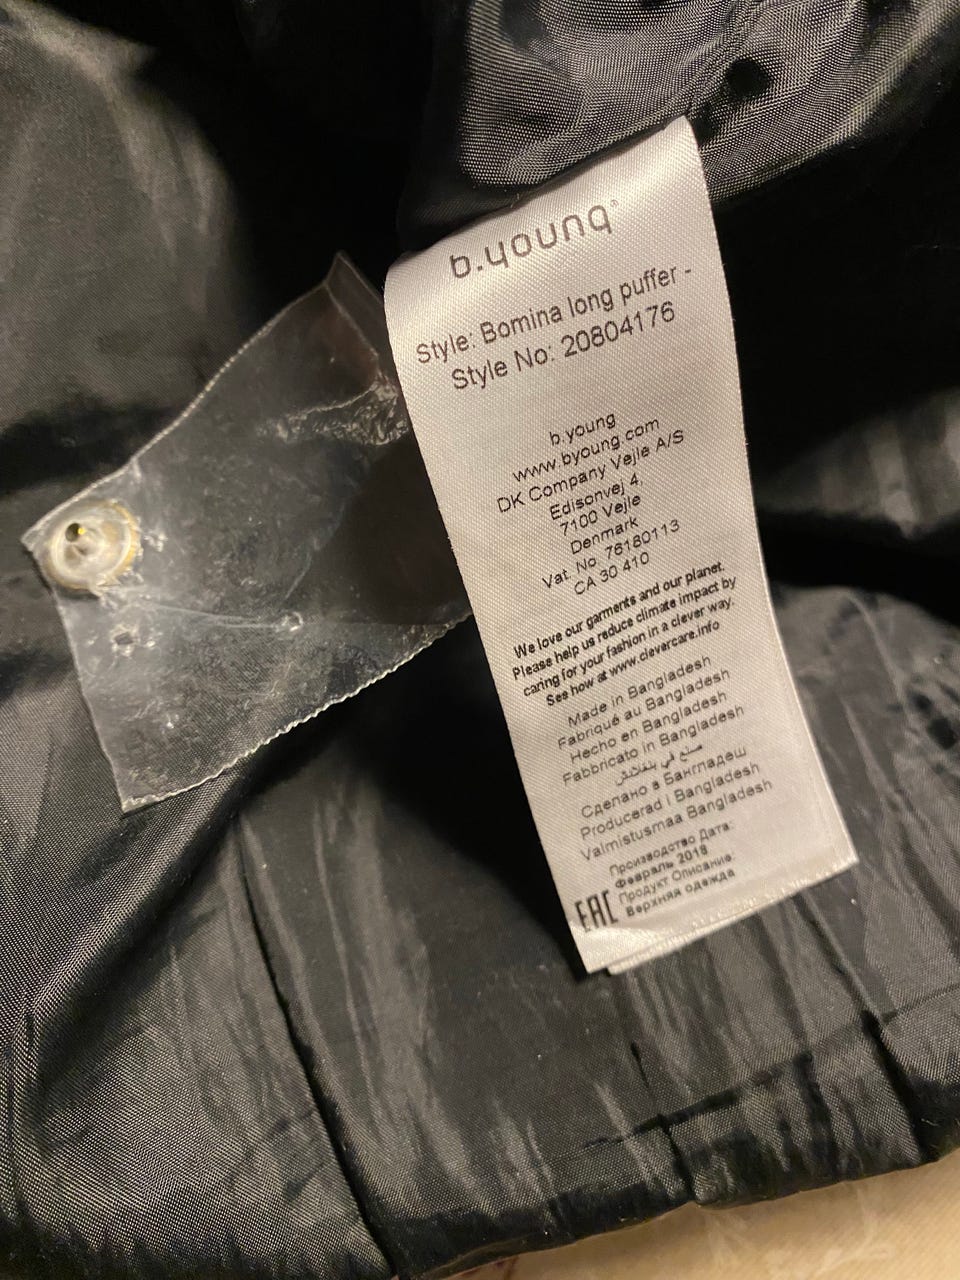 b.young®
Style: Bomina long puffer -
Style No: 20804176
b.young
www.byoung.com
DK Company Vejle A/S
Edisonvej 4,
7100 Vejle
Denmark
Vat. No. 76180113
CA 30 410
We love our garments and our planet.
Please help us reduce climate impact by
caring for your fashion in a clever way.
See how at www.clevercare.info
Made in Bangladesh
Fabriqué au Bangladesh
Hecho en Bangladesh
Fabbricato in Bangladesh
صنع في بنغلاديش
Сделано в Бангладеш
Producerad i Bangladesh
Valmistusmaa Bangladesh
Производство Дата:
Февраль 2018
Продукт Описание:
Верхняя одежда
EAC